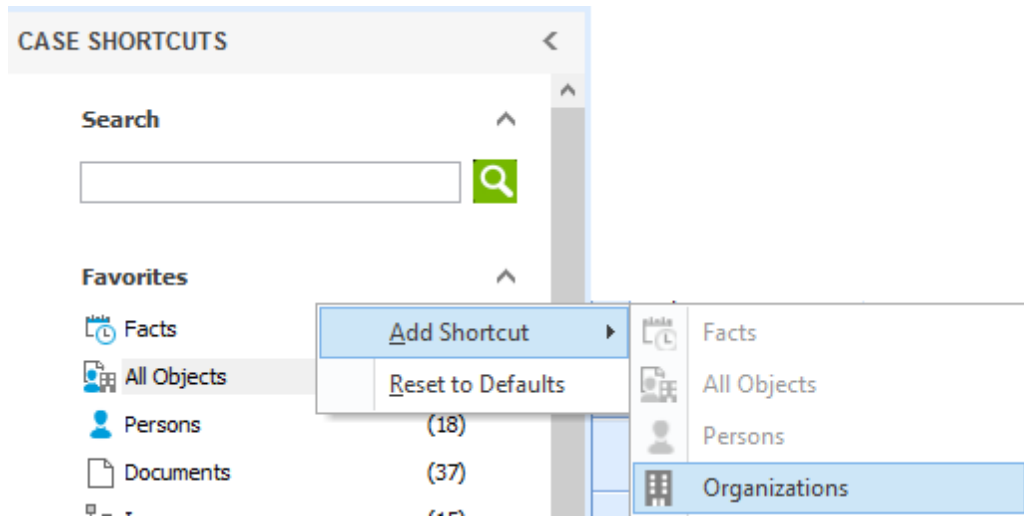 CASE SHORTCUTS
Search
Favorites
Facts
All Objects
Persons (18)
Documents (37)
Add Shortcut
Reset to Defaults
Facts
All Objects
Persons
Organizations